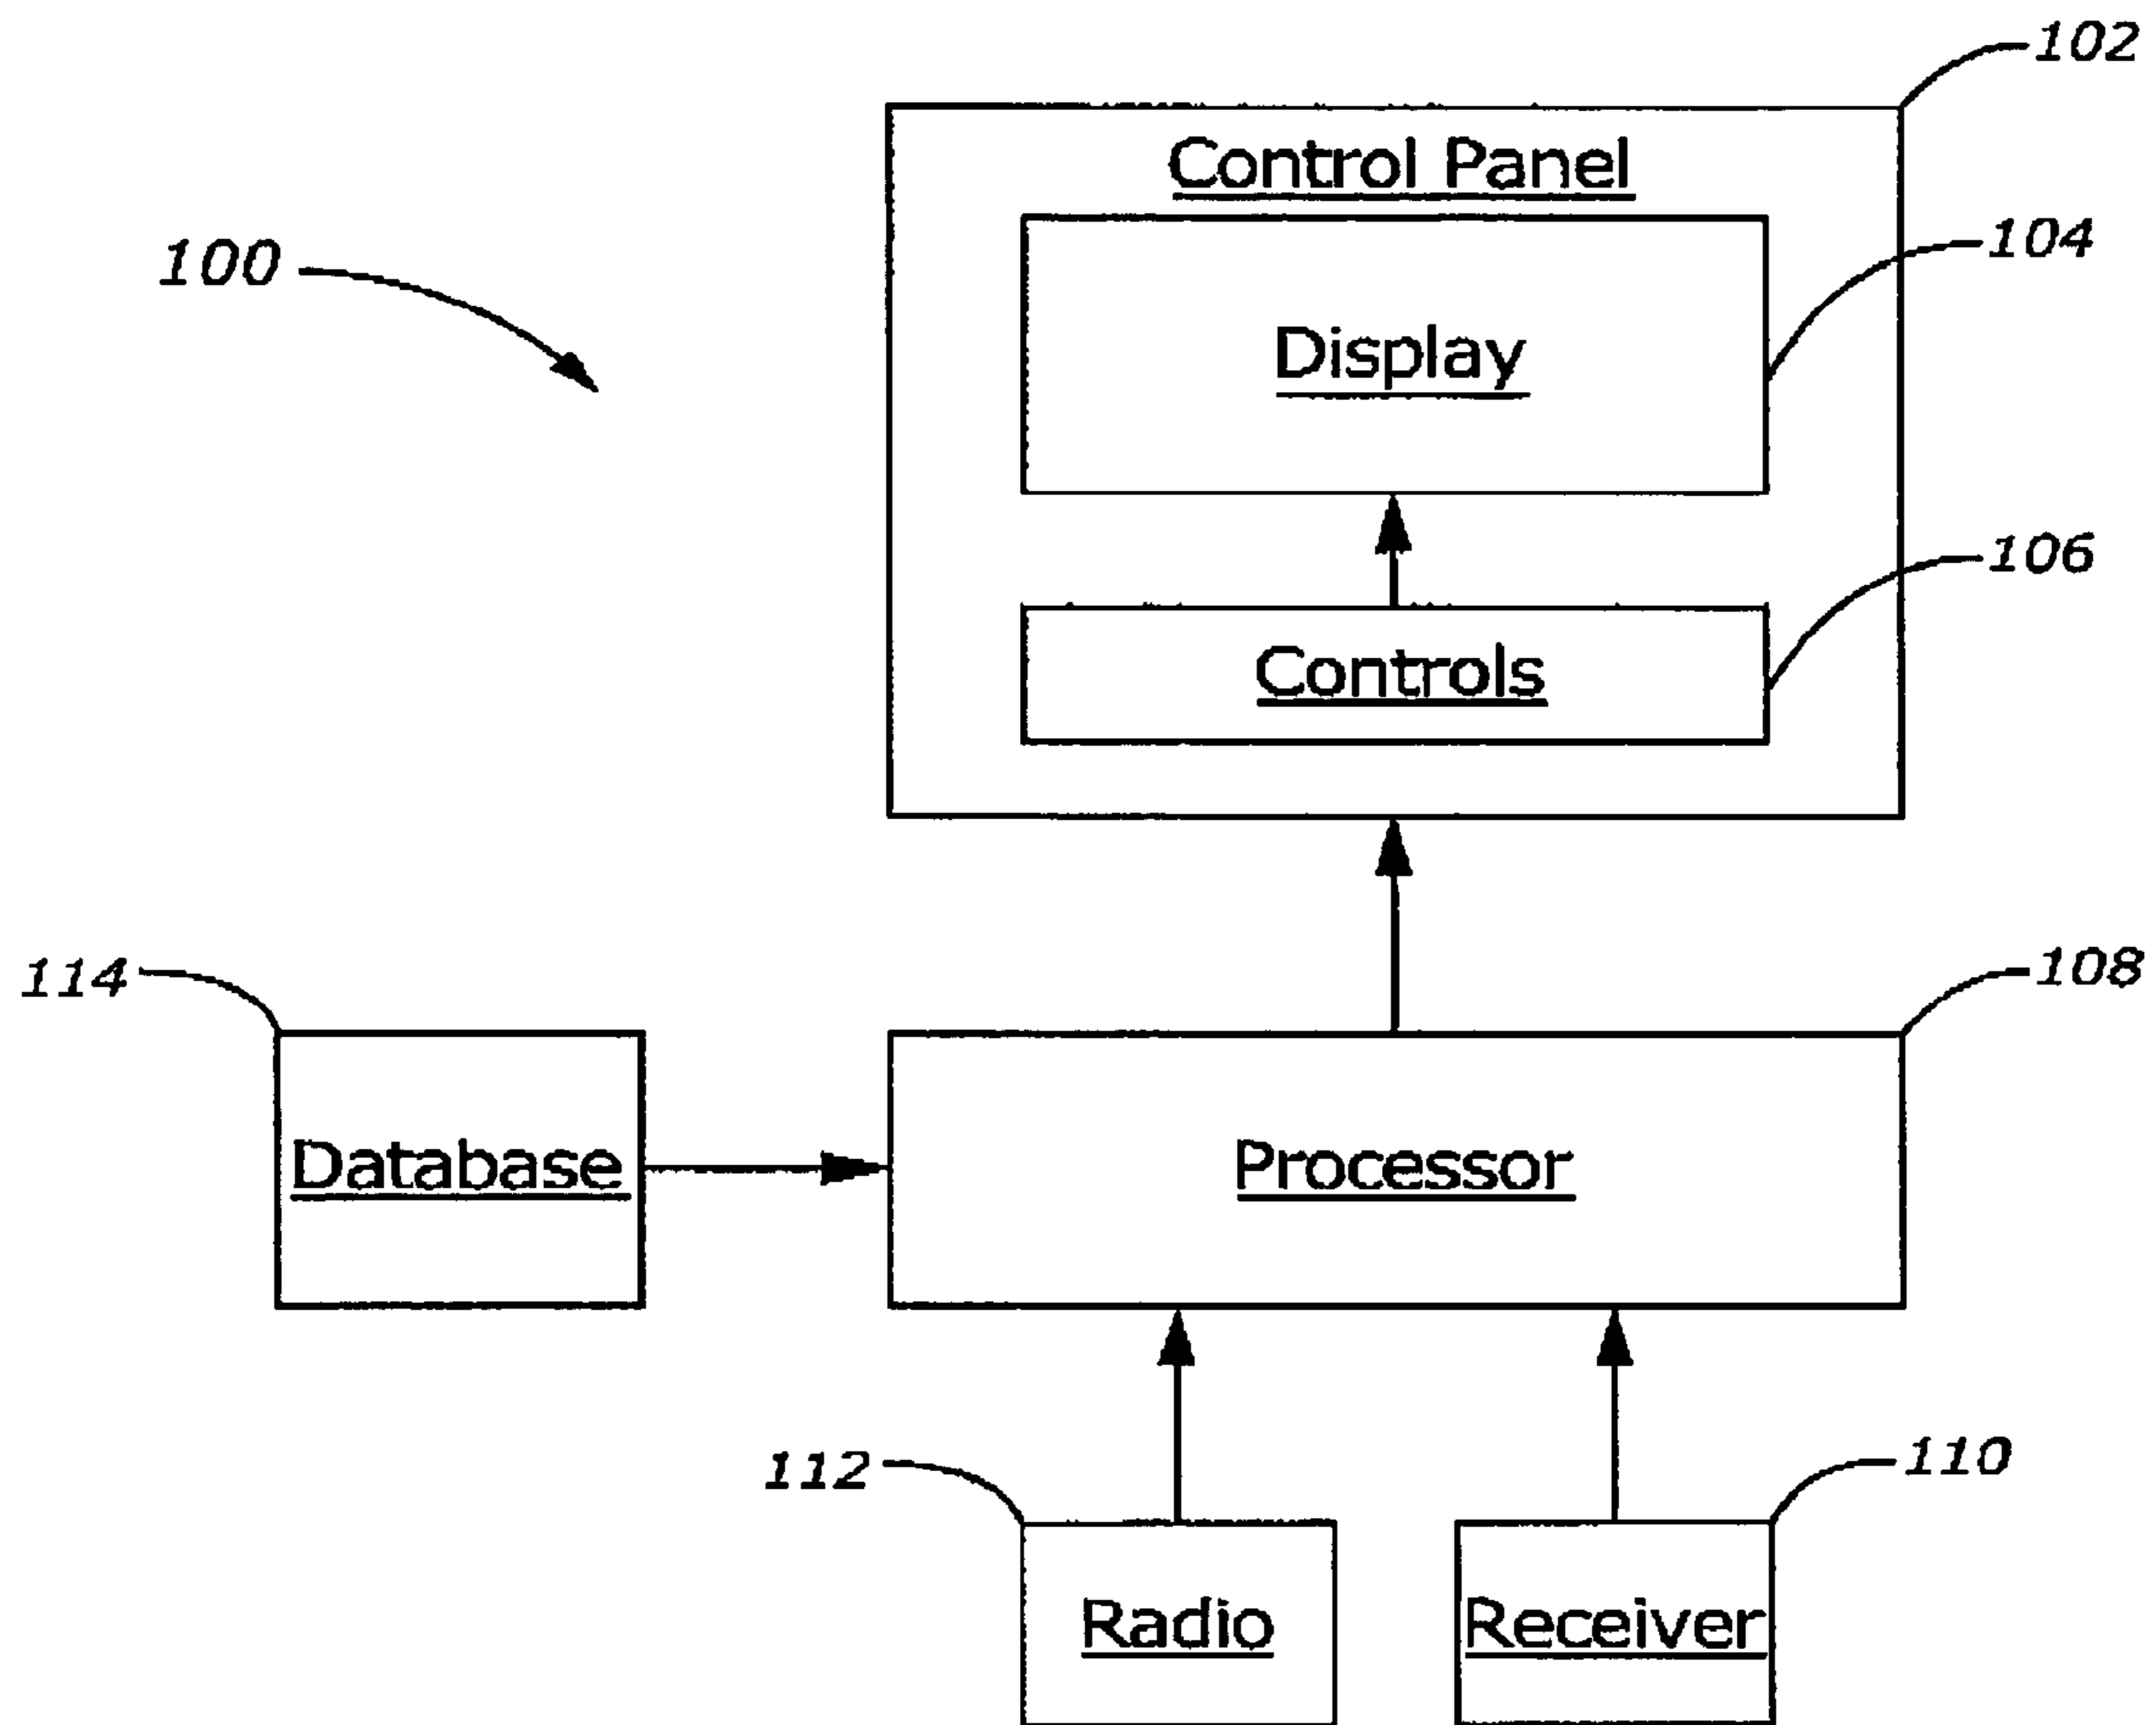 102
Control Panel
100
104
Display
106
Controls
114
108
Database
Processor
112
110
Radio
Receiver